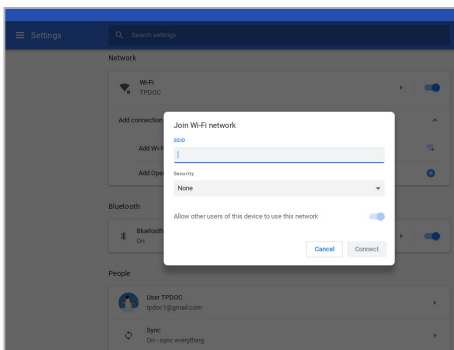 Settings
Search settings
Network
Wi-Fi
TPDOC
Add connection
Add Wi-F
Add Ope
Join Wi-Fi network
SSID
Security
None
Allow other users of this device to use this network
Cancel Connect
Bluetooth
Bluetooth
On
People
User TPDOC
tpdoc1@gmail.com
Sync
On - sync everything